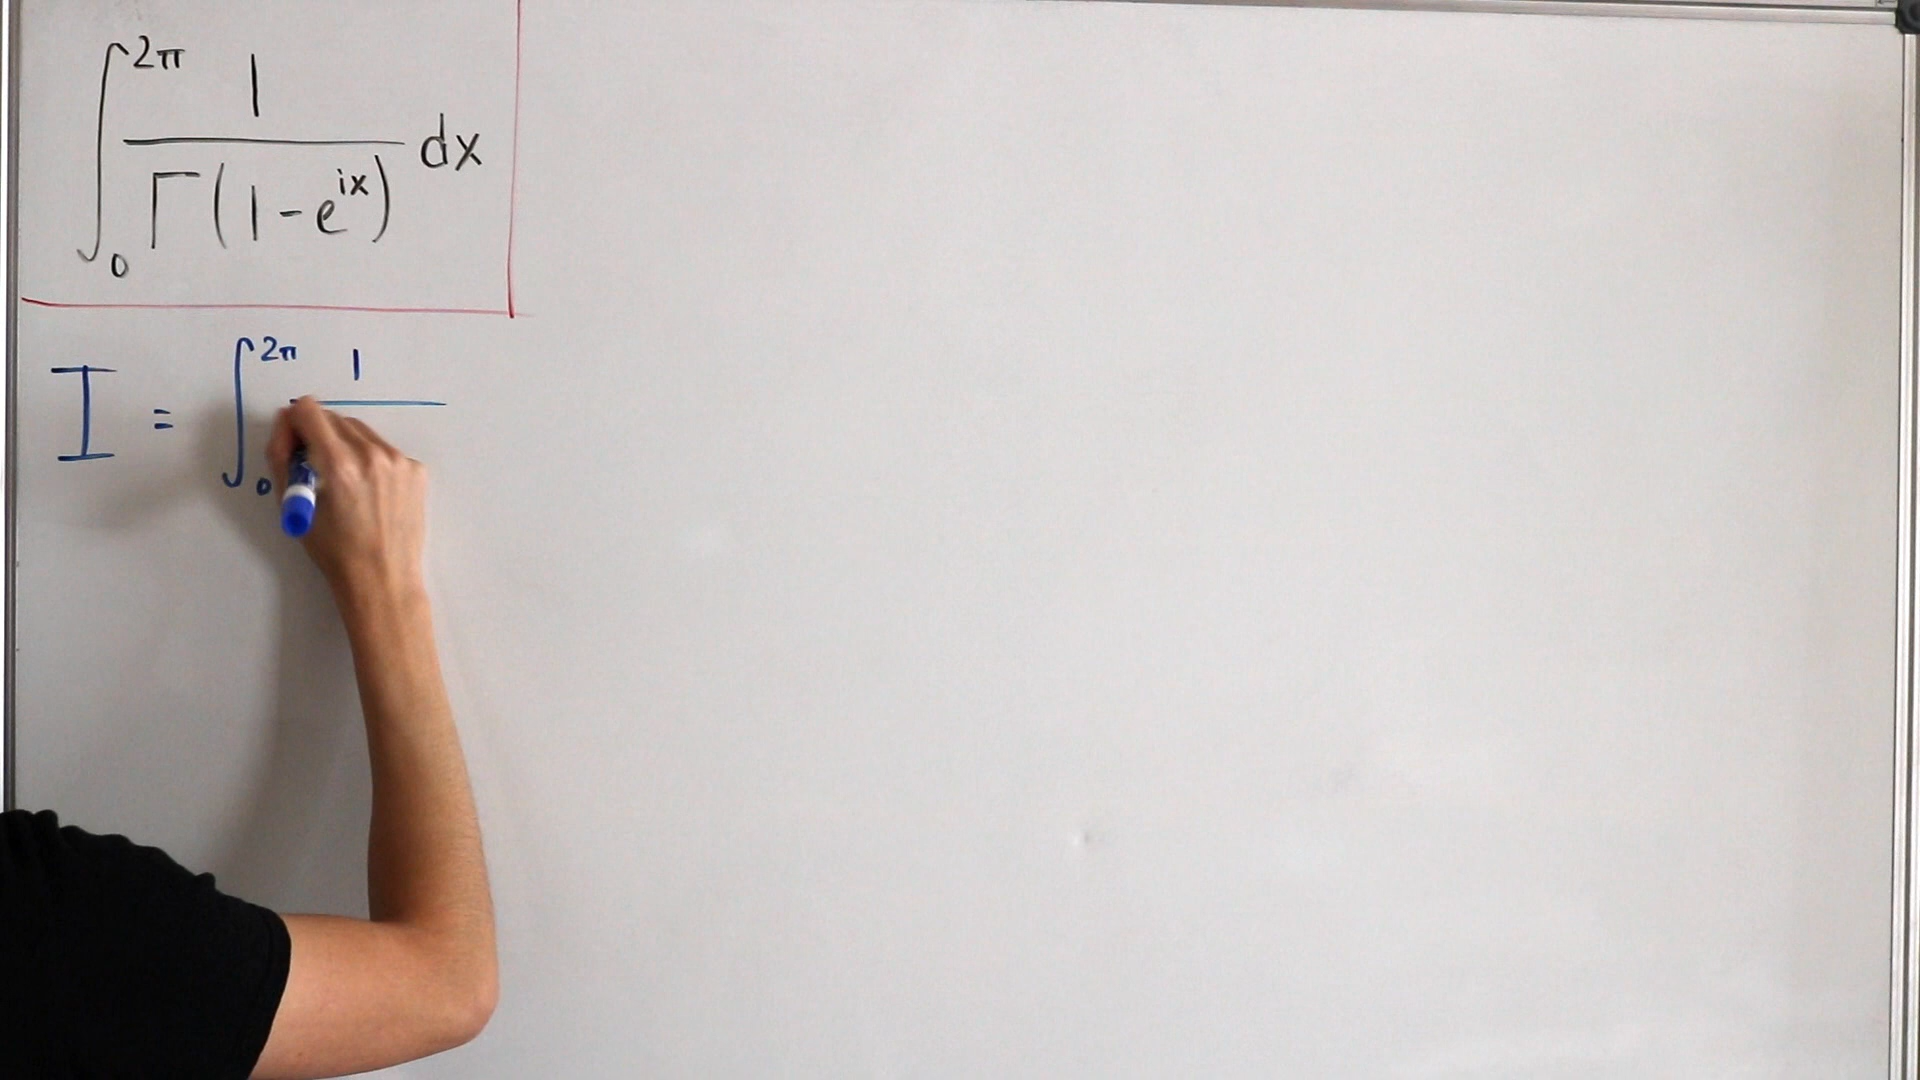 ∫₀^{2π} 1/Γ(1-e^{ix}) dx
I = ∫₀^{2π} 1/